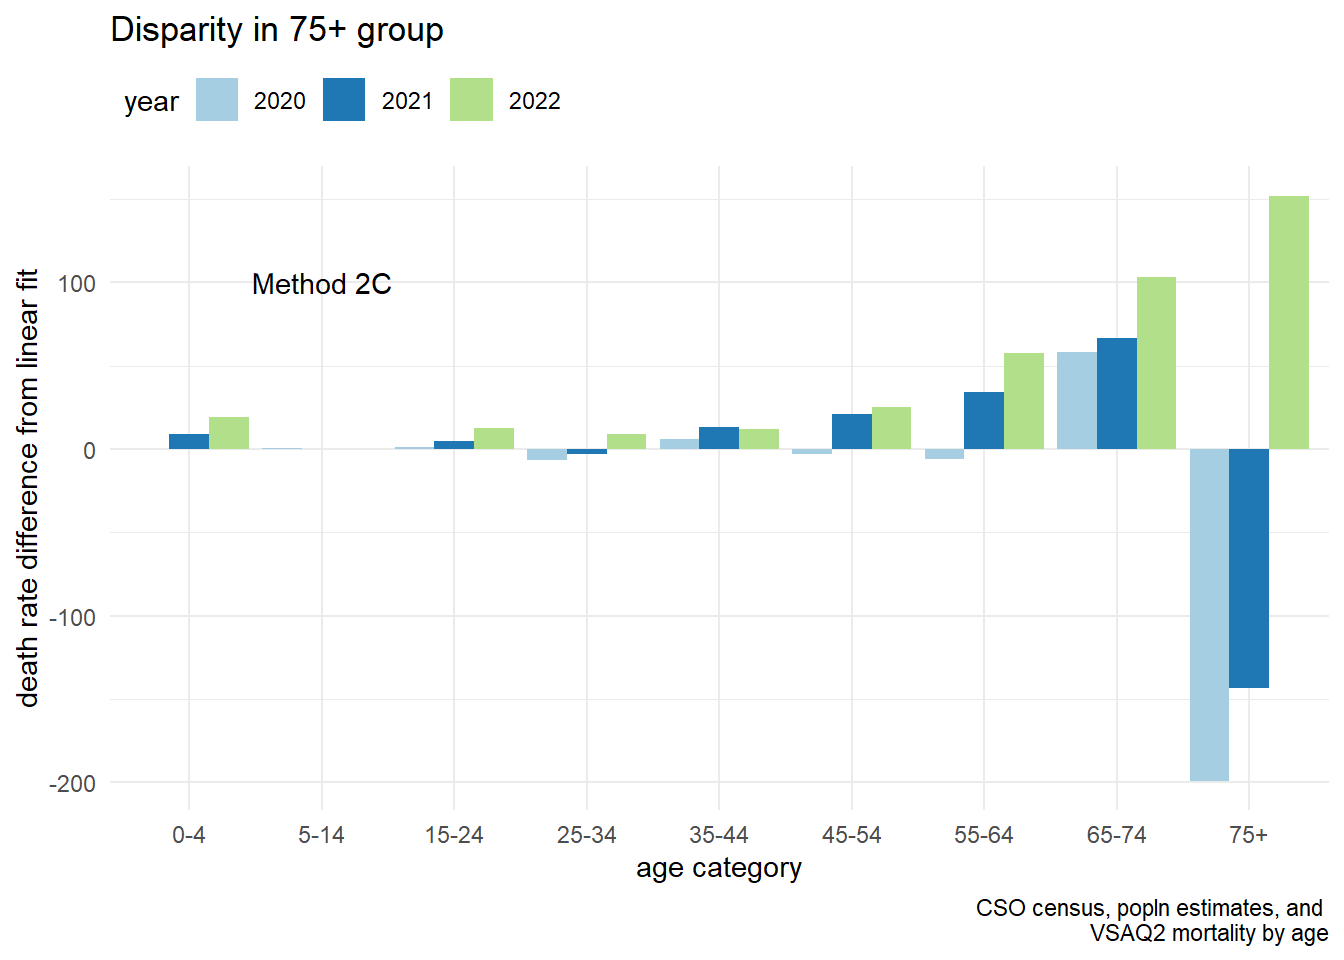 Disparity in 75+ group
year 2020 2021 2022
Method 2C
death rate difference from linear fit
100
0
-100
-200
0-4 5-14 15-24 25-34 35-44 45-54 55-64 65-74 75+
age category
CSO census, popln estimates, and
VSAQ2 mortality by age